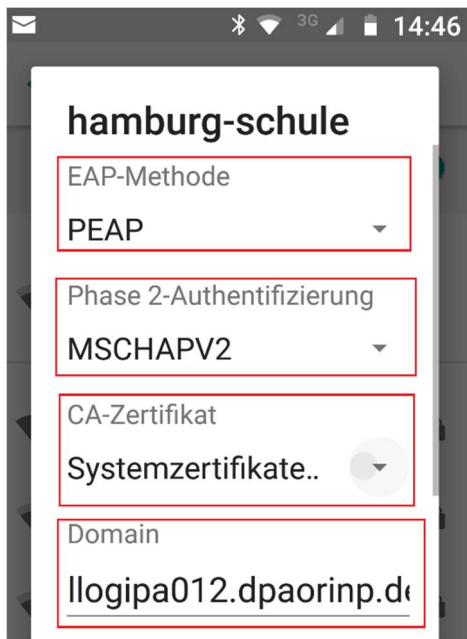 3G 14:46
hamburg-schule
EAP-Methode
PEAP
Phase 2-Authentifizierung
MSCHAPV2
CA-Zertifikat
Systemzertifikate..
Domain
llogipa012.dpaorinp.de